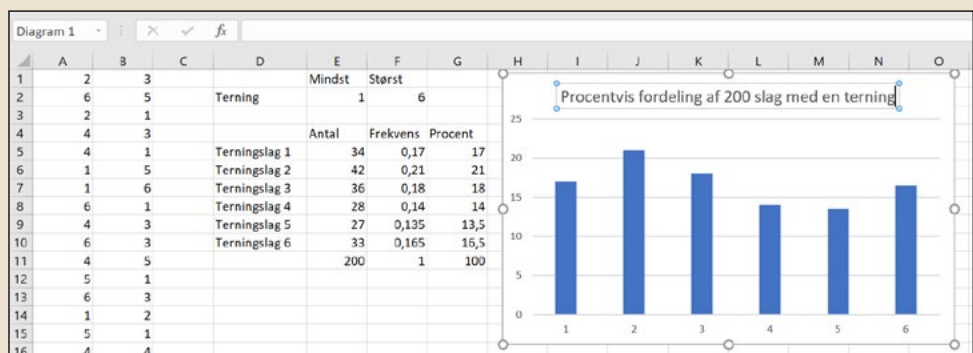 Diagram 1 fx
A B C D E F G H I J K L M N O
1 2 3 Mindst Størst
2 6 5 Terning 1 6
3 2 1
4 4 3 Antal Frekvens Procent
5 4 1 Terningslag 1 34 0,17 17
6 1 5 Terningslag 2 42 0,21 21
7 1 6 Terningslag 3 36 0,18 18
8 6 1 Terningslag 4 28 0,14 14
9 4 3 Terningslag 5 27 0,135 13,5
10 6 3 Terningslag 6 33 0,165 16,5
11 4 5 200 1 100
12 5 1
13 6 3
14 1 2
15 5 1
16 4 4
Procentvis fordeling af 200 slag med en terning
25
20
15
10
5
0
1 2 3 4 5 6